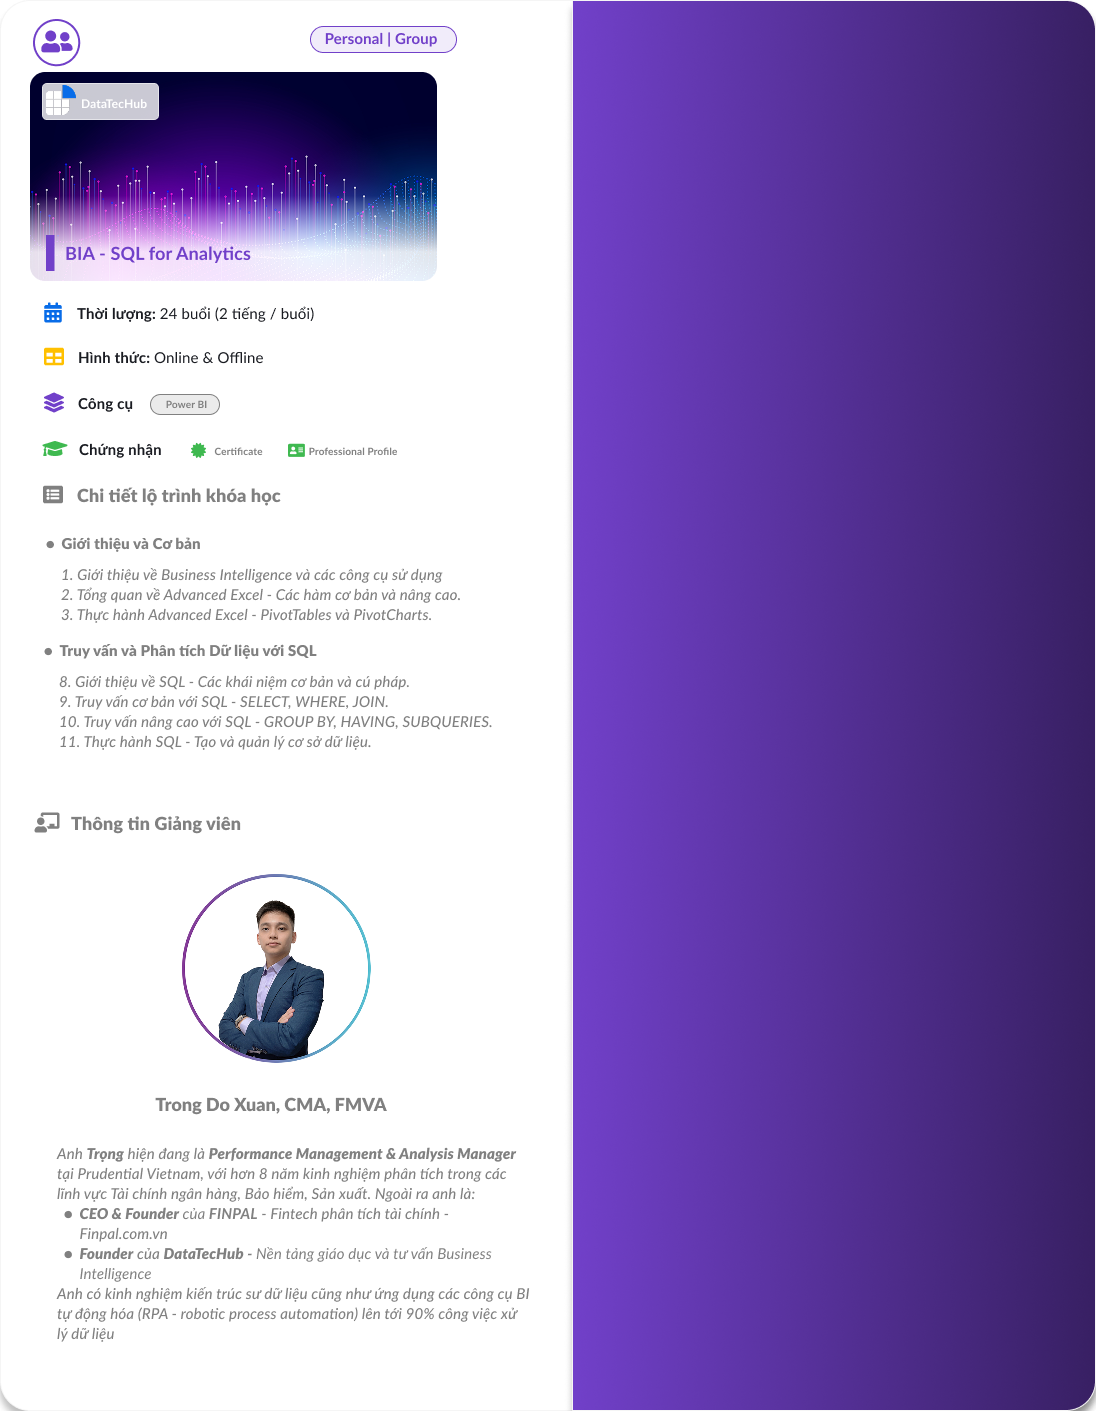 Personal | Group
DataTecHub
BIA - SQL for Analytics
Thời lượng: 24 buổi (2 tiếng / buổi)
Hình thức: Online & Offline
Công cụ Power BI
Chứng nhận Certificate Professional Profile
Chi tiết lộ trình khóa học
● Giới thiệu và Cơ bản
1. Giới thiệu về Business Intelligence và các công cụ sử dụng
2. Tổng quan về Advanced Excel - Các hàm cơ bản và nâng cao.
3. Thực hành Advanced Excel - PivotTables và PivotCharts.
● Truy vấn và Phân tích Dữ liệu với SQL
8. Giới thiệu về SQL - Các khái niệm cơ bản và cú pháp.
9. Truy vấn cơ bản với SQL - SELECT, WHERE, JOIN.
10. Truy vấn nâng cao với SQL - GROUP BY, HAVING, SUBQUERIES.
11. Thực hành SQL - Tạo và quản lý cơ sở dữ liệu.
Thông tin Giảng viên
Trong Do Xuan, CMA, FMVA
Anh Trọng hiện đang là Performance Management & Analysis Manager
tại Prudential Vietnam, với hơn 8 năm kinh nghiệm phân tích trong các
lĩnh vực Tài chính ngân hàng, Bảo hiểm, Sản xuất. Ngoài ra anh là:
● CEO & Founder của FINPAL - Fintech phân tích tài chính -
Finpal.com.vn
● Founder của DataTecHub - Nền tảng giáo dục và tư vấn Business
Intelligence
Anh có kinh nghiệm kiến trúc sư dữ liệu cũng như ứng dụng các công cụ BI
tự động hóa (RPA - robotic process automation) lên tới 90% công việc xử
lý dữ liệu